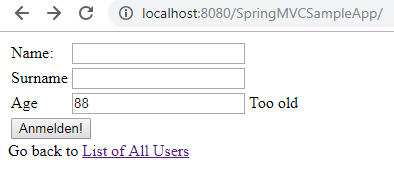 localhost:8080/SpringMVCSampleApp/
Name:
Surname
Age 88 Too old
Anmelden!
Go back to List of All Users